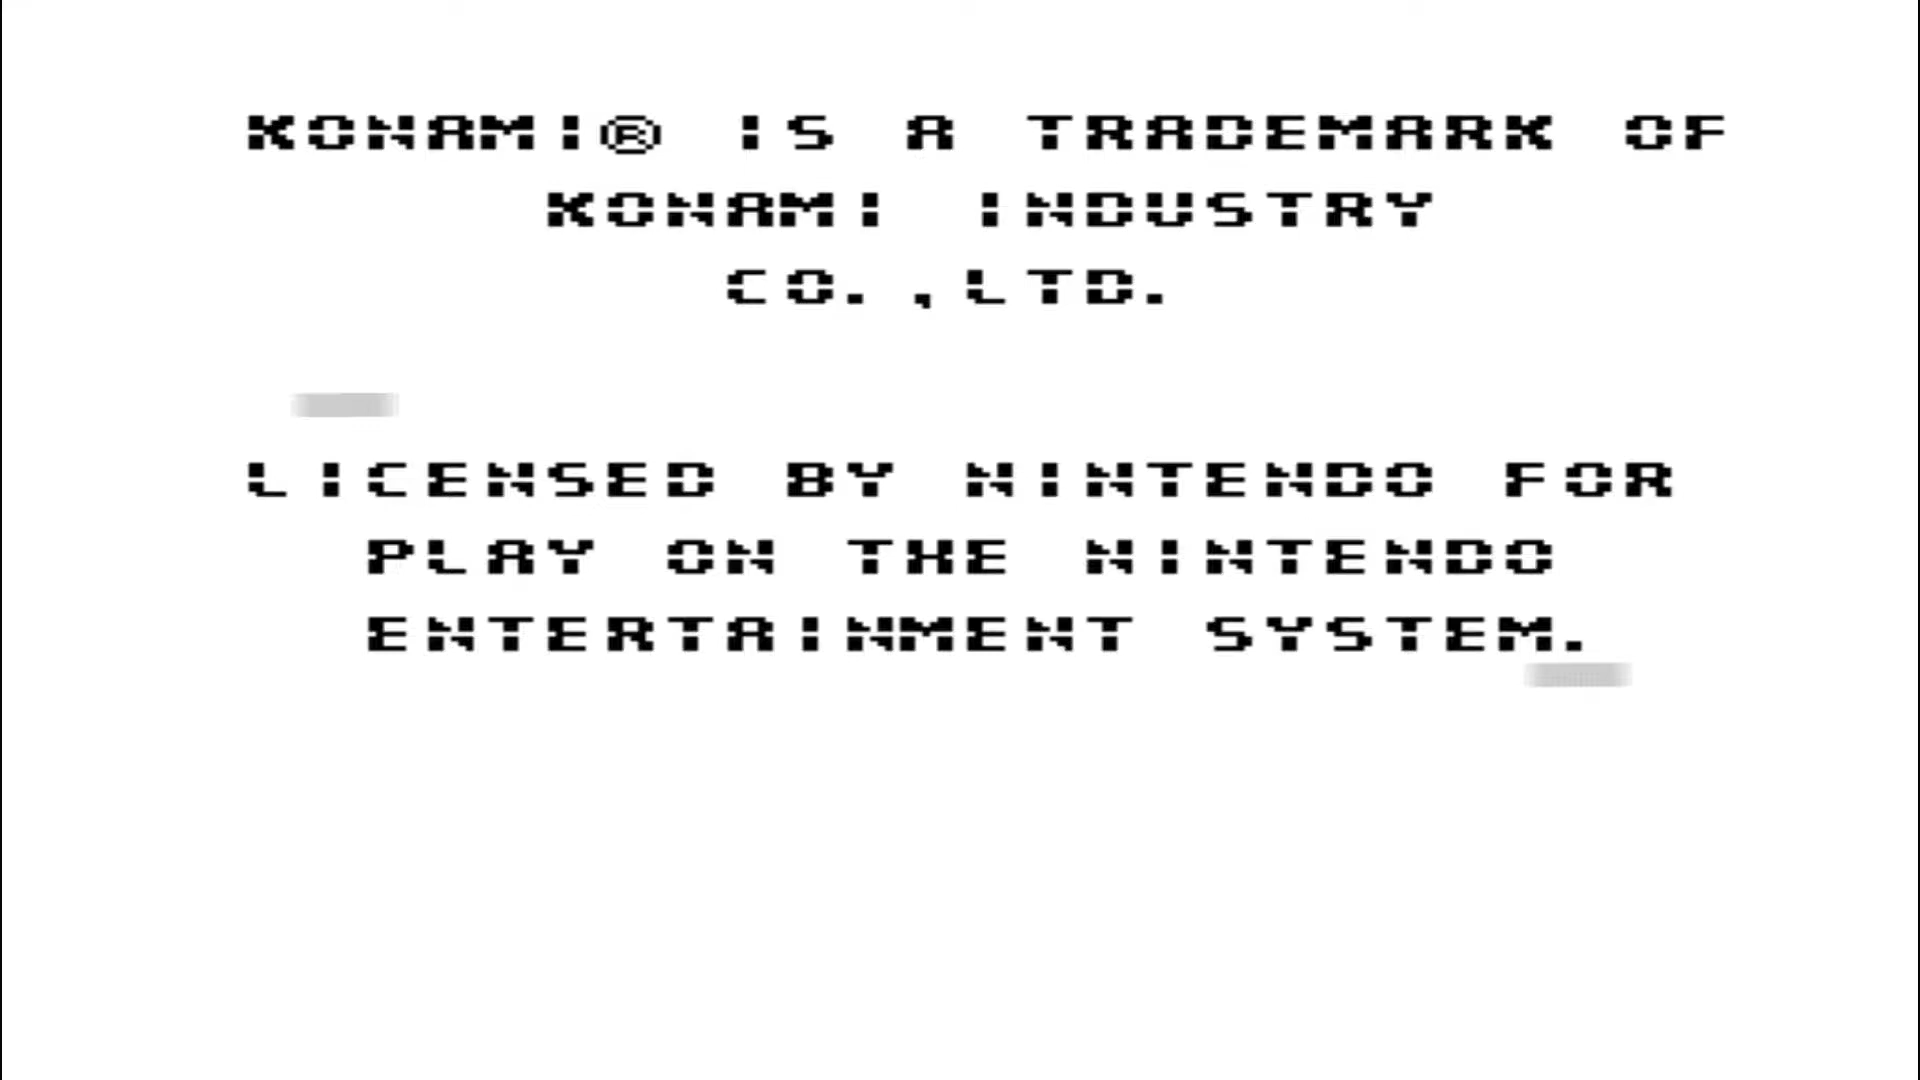 KONAMI® IS A TRADEMARK OF
KONAMI INDUSTRY
CO.,LTD.
LICENSED BY NINTENDO FOR
PLAY ON THE NINTENDO
ENTERTAINMENT SYSTEM.